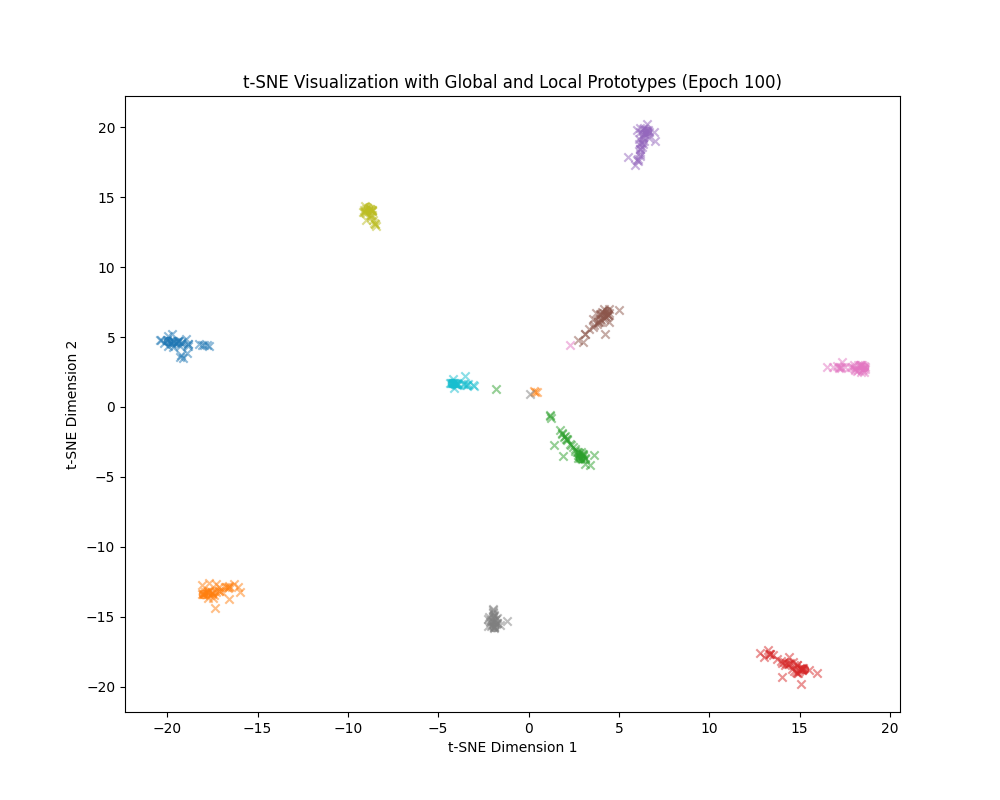 t-SNE Visualization with Global and Local Prototypes (Epoch 100)
t-SNE Dimension 2
20
15
10
5
0
−5
−10
−15
−20
−20 −15 −10 −5 0 5 10 15 20
t-SNE Dimension 1